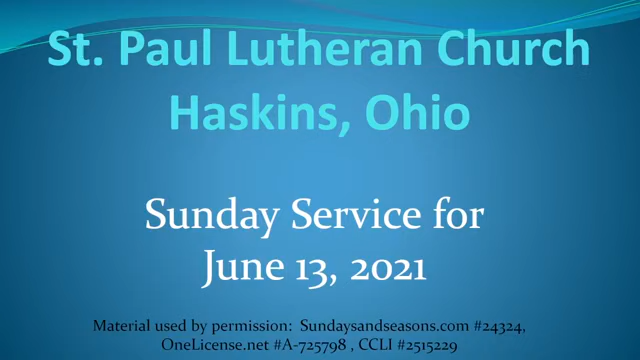 St. Paul Lutheran Church
Haskins, Ohio
Sunday Service for
June 13, 2021
Material used by permission: Sundaysandseasons.com #24324,
OneLicense.net #A-725798 , CCLI #2515229